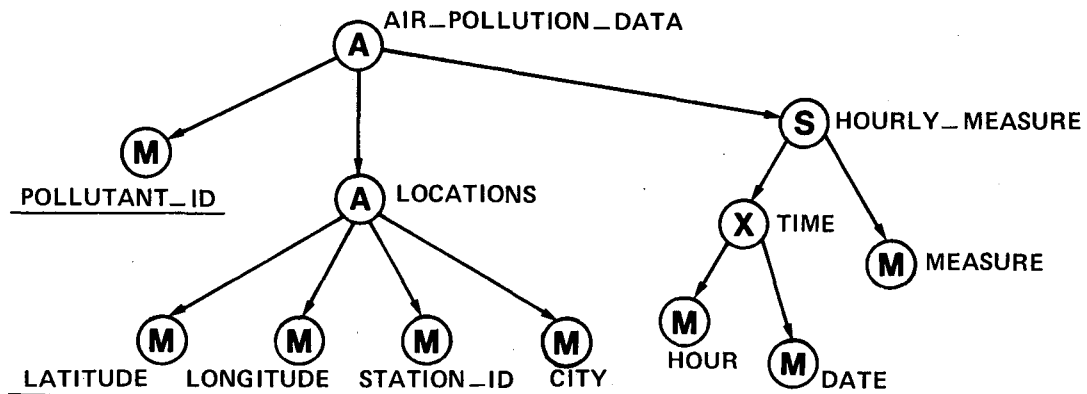 AIR_POLLUTION_DATA
A
S HOURLY_MEASURE
M
POLLUTANT_ID
A LOCATIONS
X TIME
M MEASURE
M M M M
LATITUDE LONGITUDE STATION_ID CITY
M
HOUR
M DATE